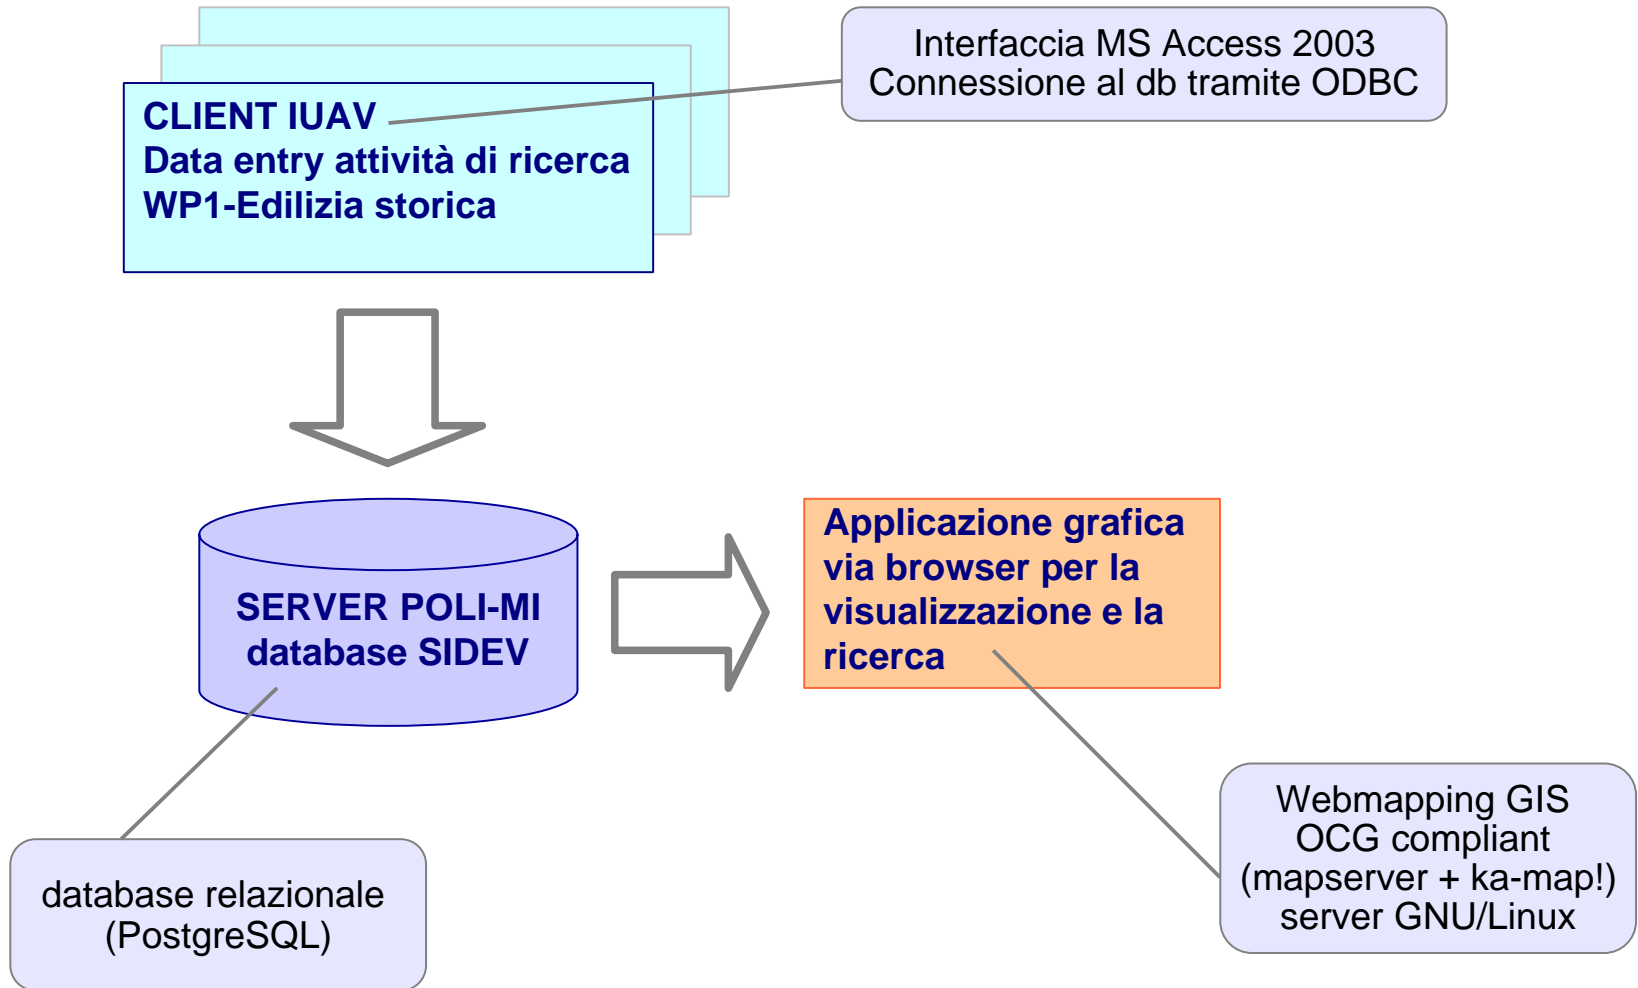 Interfaccia MS Access 2003
Connessione al db tramite ODBC
CLIENT IUAV
Data entry attività di ricerca
WP1-Edilizia storica
SERVER POLI-MI
database SIDEV
Applicazione grafica
via browser per la
visualizzazione e la
ricerca
database relazionale
(PostgreSQL)
Webmapping GIS
OCG compliant
(mapserver + ka-map!)
server GNU/Linux